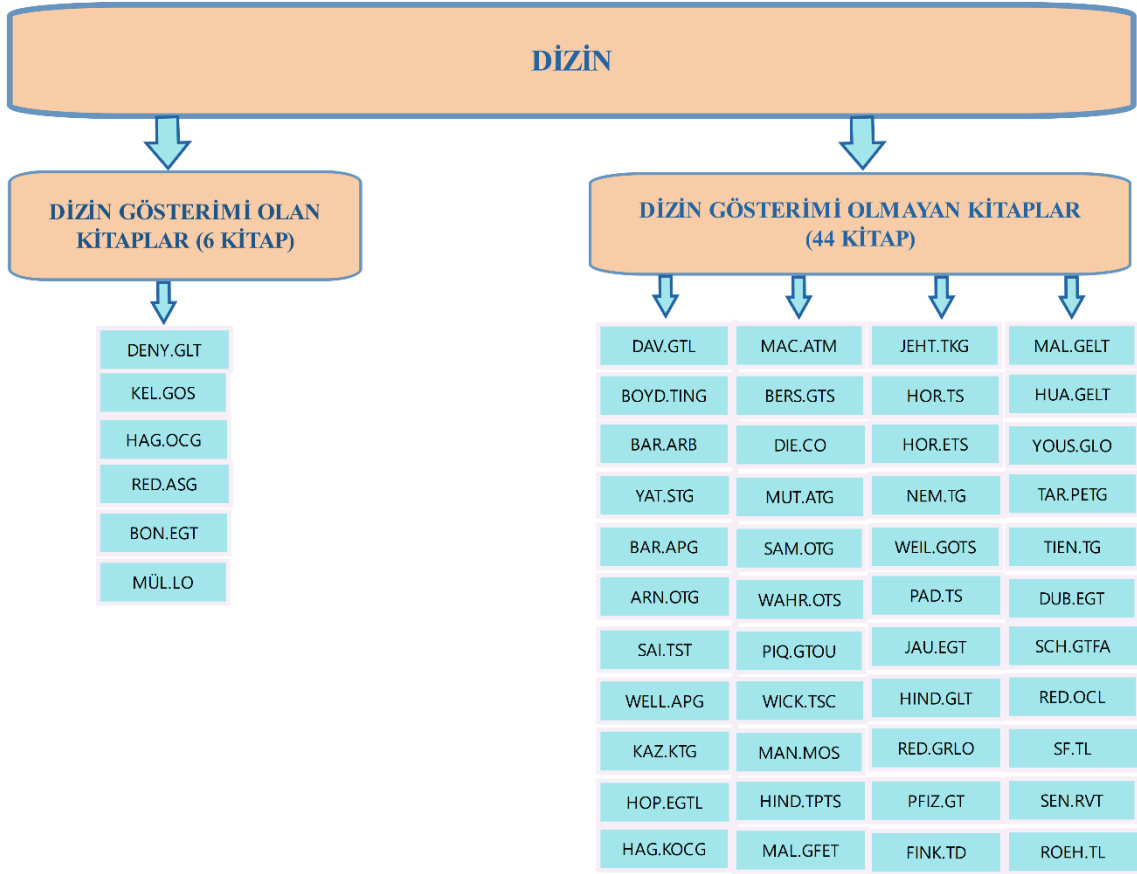 DİZİN
DİZİN GÖSTERİMİ OLAN
KİTAPLAR (6 KİTAP)
DİZİN GÖSTERİMİ OLMAYAN KİTAPLAR
(44 KİTAP)
DENY.GLT
KEL.GOS
HAG.OCG
RED.ASG
BON.EGT
MÜL.LO
DAV.GTL
BOYD.TING
BAR.ARB
YAT.STG
BAR.APG
ARN.OTG
SAI.TST
WELL.APG
KAZ.KTG
HOP.EGTL
HAG.KOCG
MAC.ATM
BERS.GTS
DIE.CO
MUT.ATG
SAM.OTG
WAHR.OTS
PIQ.GTOU
WICK.TSC
MAN.MOS
HIND.TPTS
MAL.GFET
JEHT.TKG
HOR.TS
HOR.ETS
NEM.TG
WEIL.GOTS
PAD.TS
JAU.EGT
HIND.GLT
RED.GRLO
PFIZ.GT
FINK.TD
MAL.GELT
HUA.GELT
YOUS.GLO
TAR.PETG
TIEN.TG
DUB.EGT
SCH.GTFA
RED.OCL
SF.TL
SEN.RVT
ROEH.TL